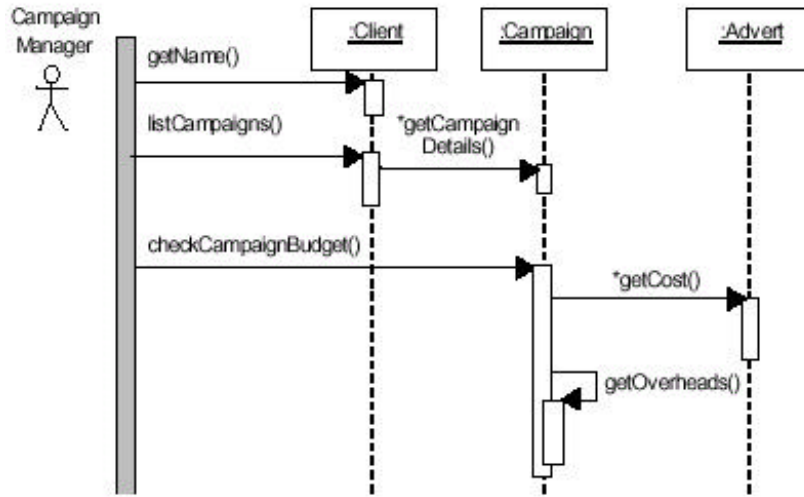 Campaign
Manager
:Client
:Campaign
:Advert
getName()
listCampaigns()
*getCampaign
Details()
checkCampaignBudget()
*getCost()
getOverheads()